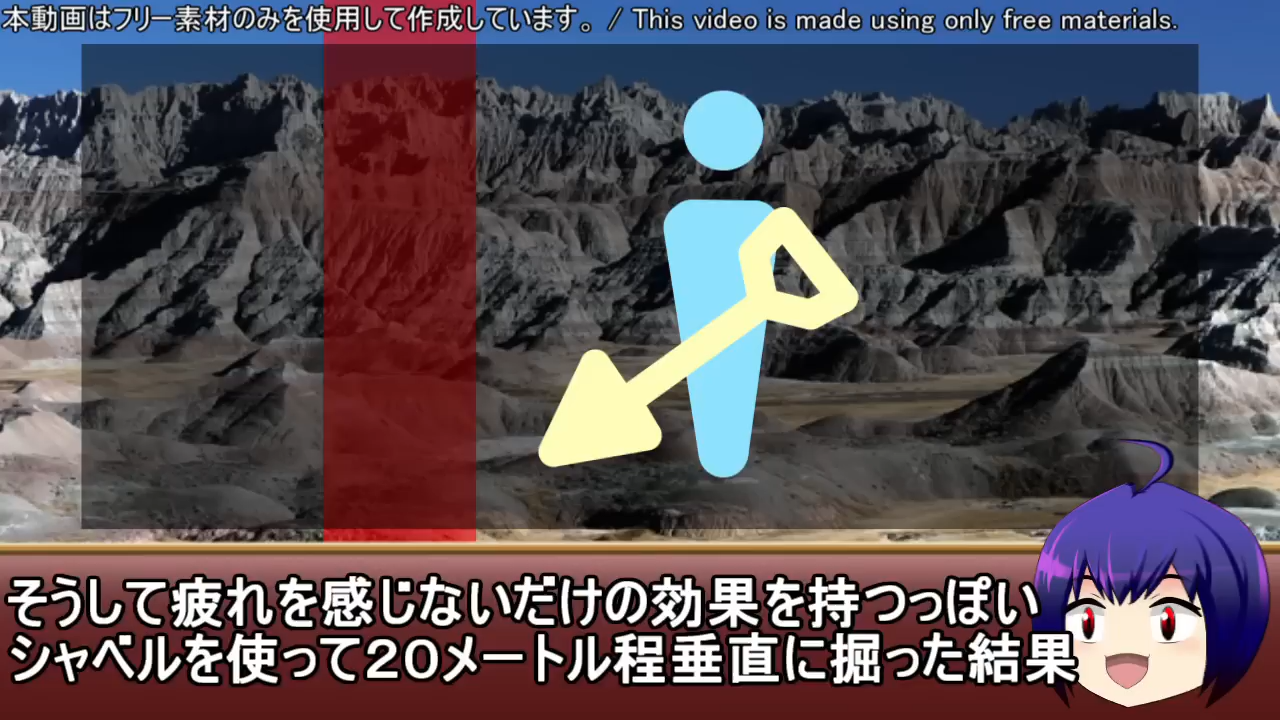 本動画はフリー素材のみを使用して作成しています。 / This video is made using only free materials.
そうして疲れを感じないだけの効果を持つっぽい
シャベルを使って20メートル程垂直に掘った結果